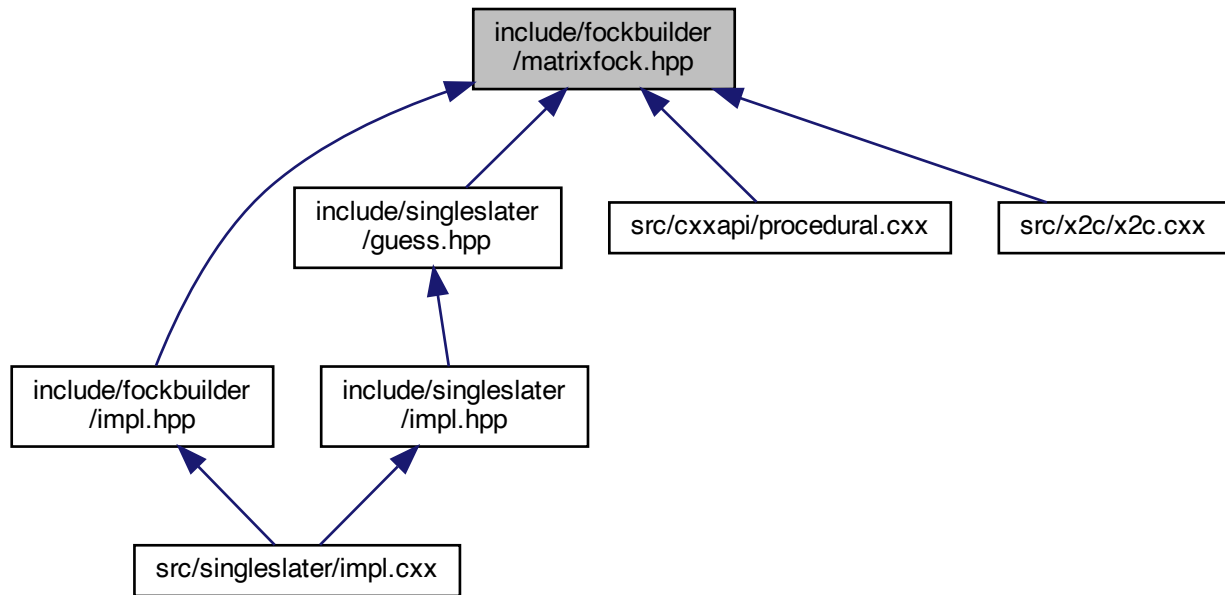 include/fockbuilder
/matrixfock.hpp
include/singleslater
/guess.hpp
src/cxxapi/procedural.cxx
src/x2c/x2c.cxx
include/fockbuilder
/impl.hpp
include/singleslater
/impl.hpp
src/singleslater/impl.cxx